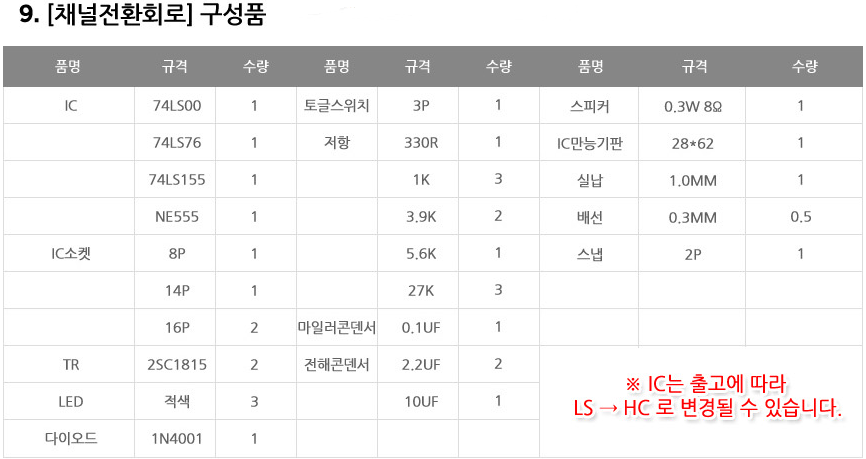 9. [채널전환회로] 구성품
품명 규격 수량 품명 규격 수량 품명 규격 수량
IC 74LS00 1 토글스위치 3P 1 스피커 0.3W 8Ω 1
74LS76 1 저항 330R 1 IC만능기판 28*62 1
74LS155 1 1K 3 실납 1.0MM 1
NE555 1 3.9K 2 배선 0.3MM 0.5
IC소켓 8P 1 5.6K 1 스냅 2P 1
14P 1 27K 3
16P 2 마일러콘덴서 0.1UF 1
TR 2SC1815 2 전해콘덴서 2.2UF 2
LED 적색 3 10UF 1
다이오드 1N4001 1
※ IC는 출고에 따라
LS → HC 로 변경될 수 있습니다.